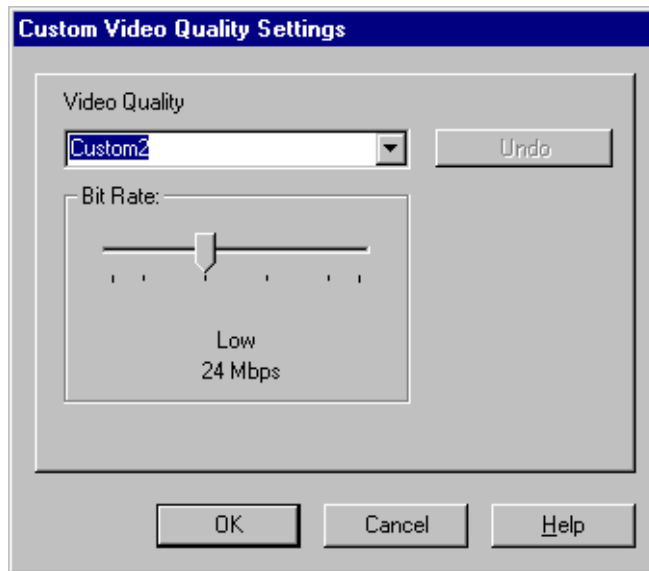 Custom Video Quality Settings
Video Quality
Custom2
Undo
Bit Rate:
Low
24 Mbps
OK
Cancel
Help